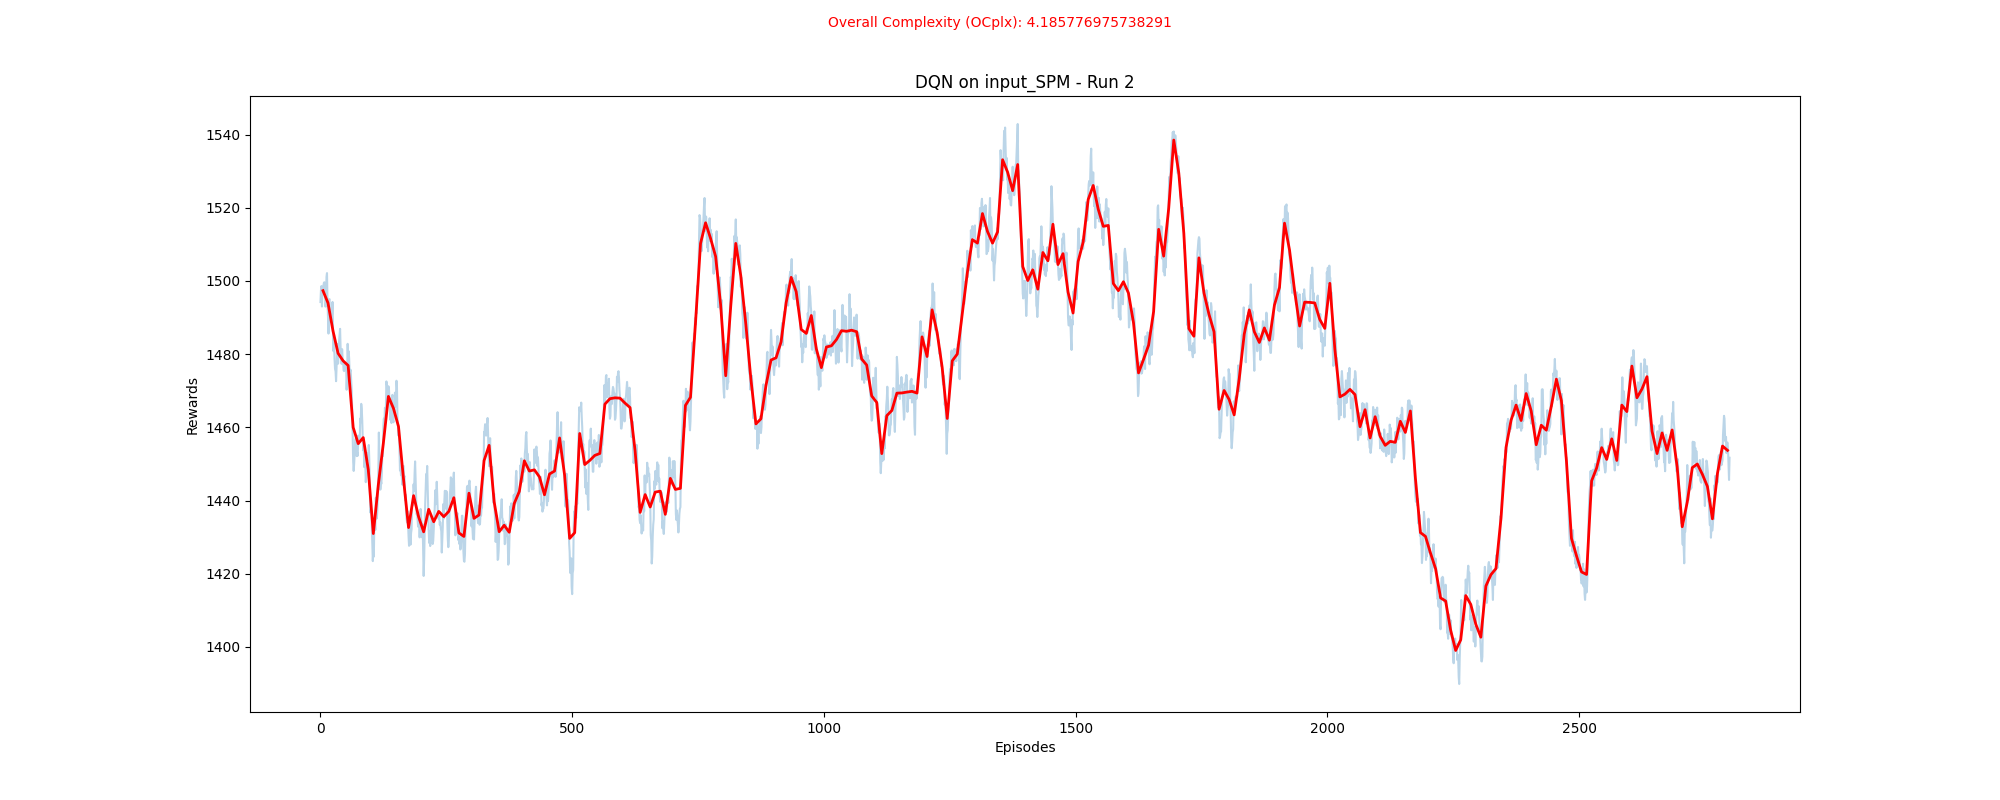 Overall Complexity (OCplx): 4.185776975738291
DQN on input_SPM - Run 2
1540
1520
1500
1480
1460
1440
1420
1400
Rewards
0 500 1000 1500 2000 2500
Episodes